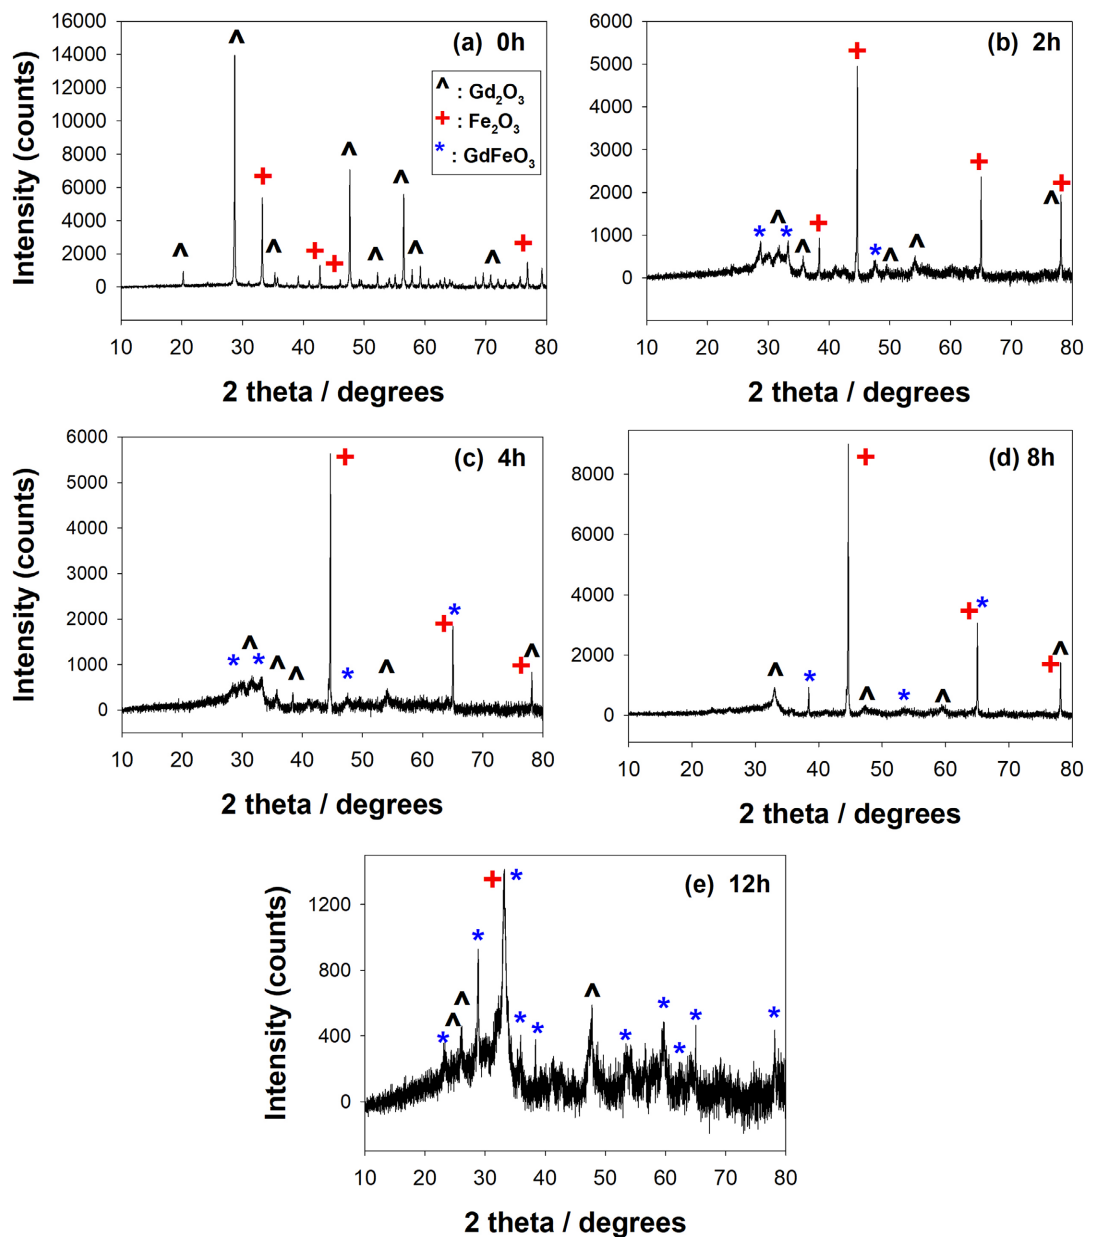 (a) 0h
^ : Gd2O3
+ : Fe2O3
* : GdFeO3
Intensity (counts)
16000
14000
12000
10000
8000
6000
4000
2000
0
10 20 30 40 50 60 70 80
2 theta / degrees
(b) 2h
6000
5000
4000
3000
2000
1000
0
10 20 30 40 50 60 70 80
2 theta / degrees
(c) 4h
Intensity (counts)
6000
5000
4000
3000
2000
1000
0
10 20 30 40 50 60 70 80
2 theta / degrees
(d) 8h
8000
6000
4000
2000
0
10 20 30 40 50 60 70 80
2 theta / degrees
(e) 12h
Intensity (counts)
1200
800
400
0
10 20 30 40 50 60 70 80
2 theta / degrees